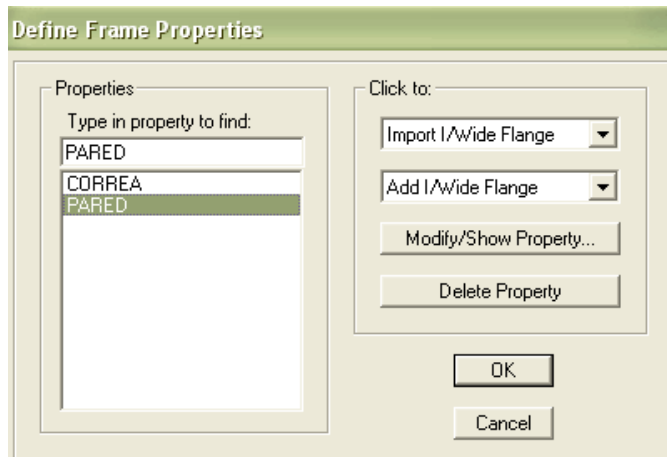 Define Frame Properties
Properties
Type in property to find:
PARED
CORREA
PARED
Click to:
Import I/Wide Flange
Add I/Wide Flange
Modify/Show Property...
Delete Property
OK
Cancel